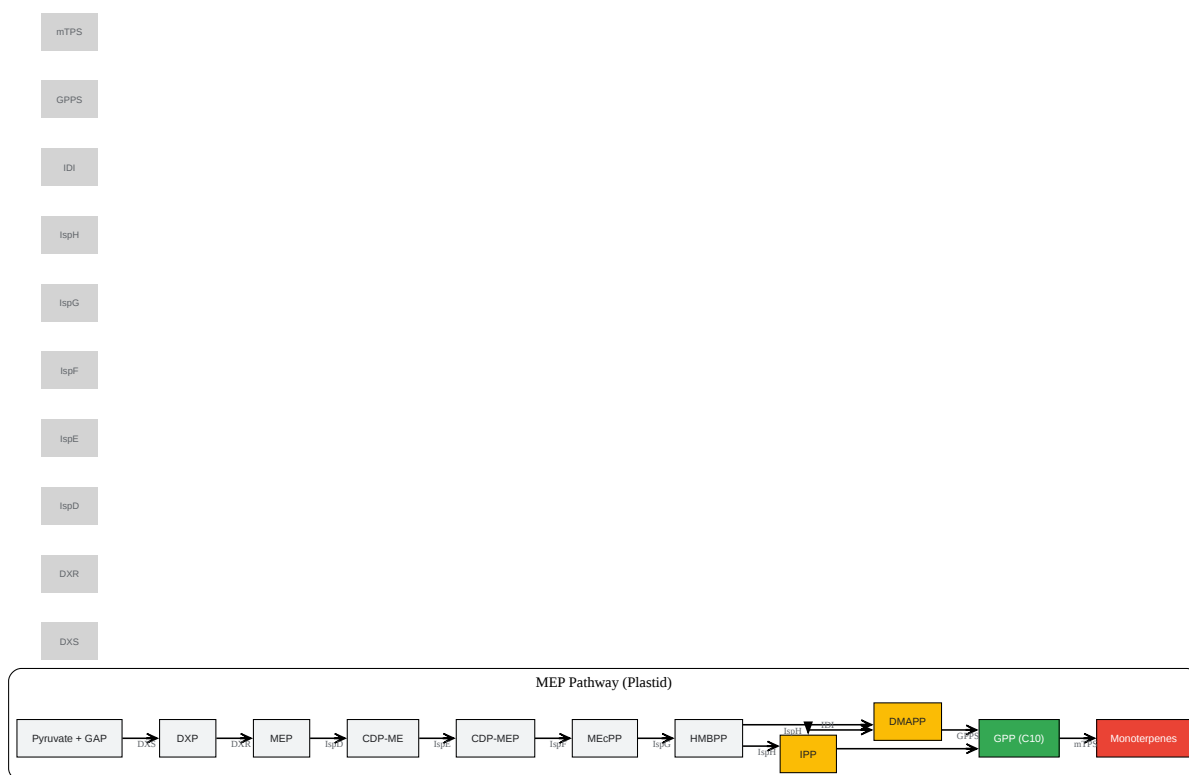 mTPS
GPPS
IDI
IspH
IspG
IspF
IspE
IspD
DXR
DXS
MEP Pathway (Plastid)
Pyruvate + GAP
DXS
DXP
DXR
MEP
IspD
CDP-ME
IspE
CDP-MEP
IspF
MEcPP
IspG
HMBPP
IspH
IspH
IDI
IPP
DMAPP
GPPS
GPP (C10)
mTPS
Monoterpenes